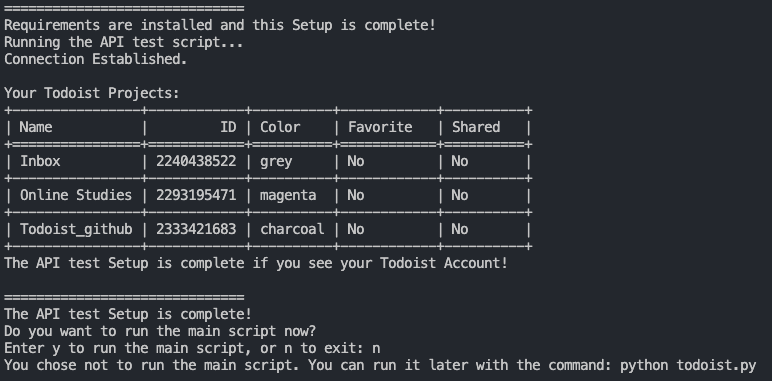 ==============================
Requirements are installed and this Setup is complete!
Running the API test script...
Connection Established.

Your Todoist Projects:
+----------------+------------+----------+------------+----------+
| Name           |         ID | Color    | Favorite   | Shared   |
+================+============+==========+============+==========+
| Inbox          | 2240438522 | grey     | No         | No       |
+----------------+------------+----------+------------+----------+
| Online Studies | 2293195471 | magenta  | No         | No       |
+----------------+------------+----------+------------+----------+
| Todoist_github | 2333421683 | charcoal | No         | No       |
+----------------+------------+----------+------------+----------+
The API test Setup is complete if you see your Todoist Account!

==============================
The API test Setup is complete!
Do you want to run the main script now?
Enter y to run the main script, or n to exit: n
You chose not to run the main script. You can run it later with the command: python todoist.py